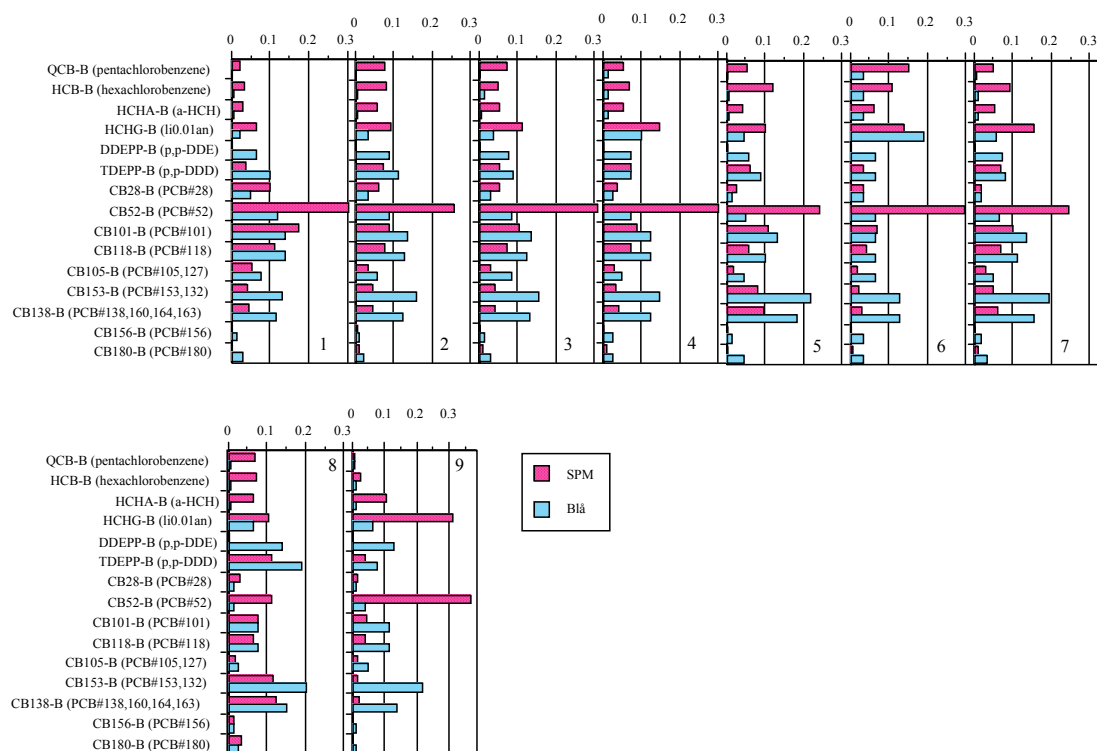 0 0.1 0.2 0.3 0 0.1 0.2 0.3 0 0.1 0.2 0.3
0 0.1 0.2 0.3 0 0.1 0.2 0.3 0 0.1 0.2 0.3 0 0.1 0.2 0.3
QCB-B (pentachlorobenzene)
HCB-B (hexachlorobenzene)
HCHA-B (a-HCH)
HCHG-B (li0.01an)
DDEPP-B (p,p-DDE)
TDEPP-B (p,p-DDD)
CB28-B (PCB#28)
CB52-B (PCB#52)
CB101-B (PCB#101)
CB118-B (PCB#118)
CB105-B (PCB#105,127)
CB153-B (PCB#153,132)
CB138-B (PCB#138,160,164,163)
CB156-B (PCB#156)
CB180-B (PCB#180)
1 2 3 4 5 6 7
0 0.1 0.2 0.3
0 0.1 0.2 0.3
QCB-B (pentachlorobenzene)
HCB-B (hexachlorobenzene)
HCHA-B (a-HCH)
HCHG-B (li0.01an)
DDEPP-B (p,p-DDE)
TDEPP-B (p,p-DDD)
CB28-B (PCB#28)
CB52-B (PCB#52)
CB101-B (PCB#101)
CB118-B (PCB#118)
CB105-B (PCB#105,127)
CB153-B (PCB#153,132)
CB138-B (PCB#138,160,164,163)
CB156-B (PCB#156)
CB180-B (PCB#180)
8 9
SPM
Blå